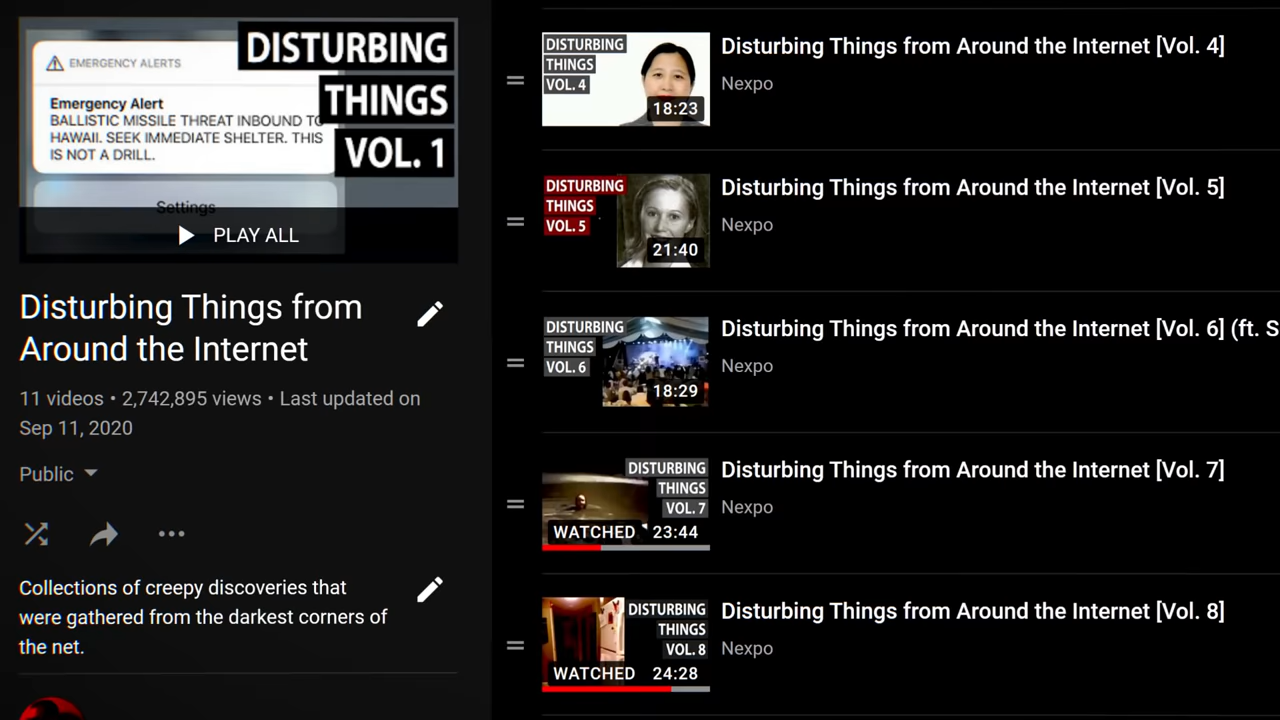 EMERGENCY ALERTS
Emergency Alert
BALLISTIC MISSILE THREAT INBOUND TO
HAWAII. SEEK IMMEDIATE SHELTER. THIS
IS NOT A DRILL.
Settings
DISTURBING
THINGS
VOL. 1
PLAY ALL
Disturbing Things from
Around the Internet
11 videos • 2,742,895 views • Last updated on
Sep 11, 2020
Public
Collections of creepy discoveries that
were gathered from the darkest corners of
the net.
DISTURBING
THINGS
VOL. 4
18:23
Disturbing Things from Around the Internet [Vol. 4]
Nexpo
DISTURBING
THINGS
VOL. 5
21:40
Disturbing Things from Around the Internet [Vol. 5]
Nexpo
DISTURBING
THINGS
VOL. 6
18:29
Disturbing Things from Around the Internet [Vol. 6] (ft. S
Nexpo
DISTURBING
THINGS
VOL. 7
WATCHED 23:44
Disturbing Things from Around the Internet [Vol. 7]
Nexpo
DISTURBING
THINGS
VOL. 8
WATCHED 24:28
Disturbing Things from Around the Internet [Vol. 8]
Nexpo